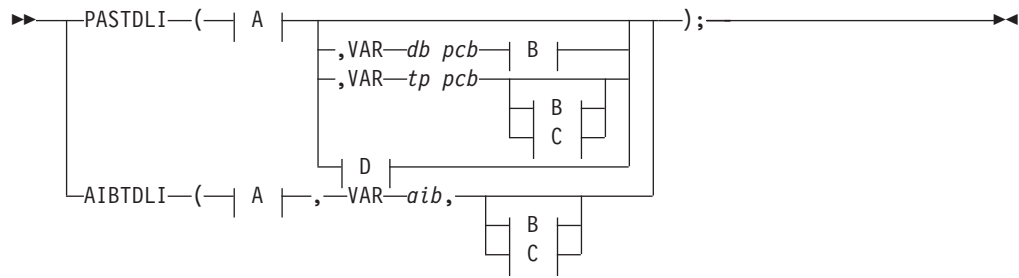 PASTDLI ( A );
,VAR db pcb B
,VAR tp pcb
B
C
D
AIBTDLI ( A , VAR aib,
B
C